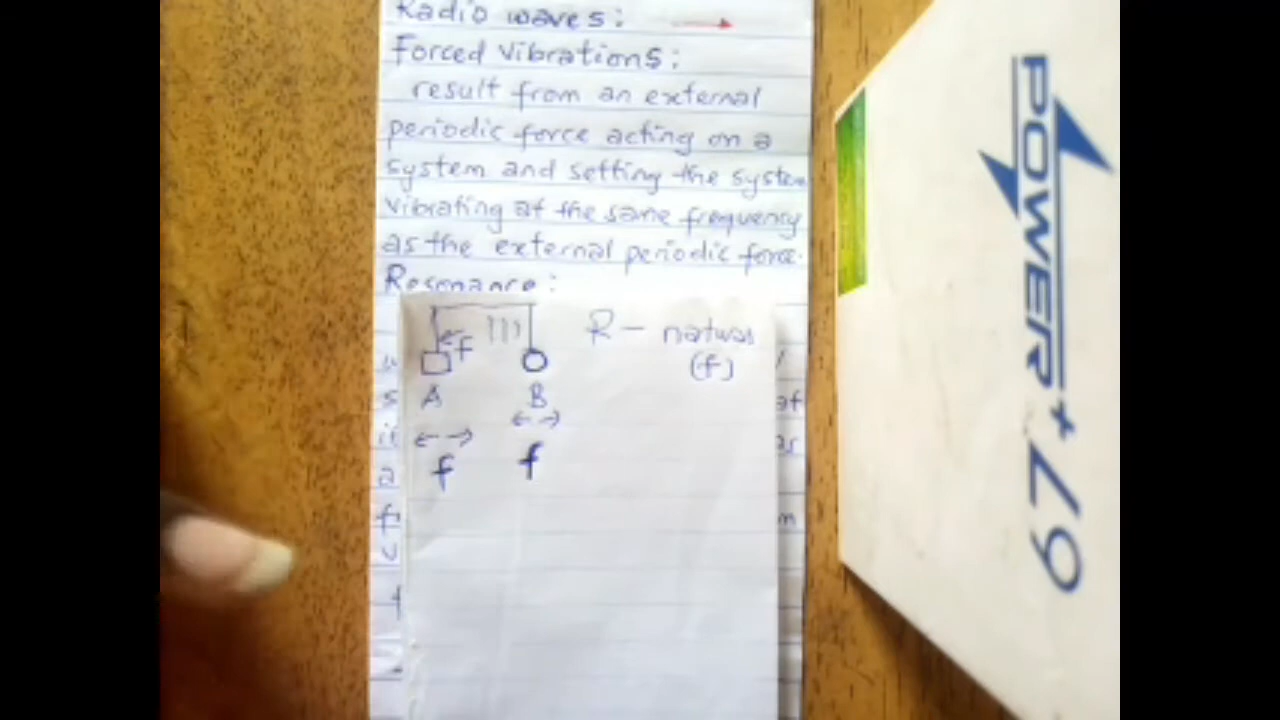 Radio waves:
Forced Vibrations:
result from an external
periodic force acting on a
system and setting the system
vibrating at the same frequency
as the external periodic force.
Resonance:
f
R - natural
(f)
A B
f f
POWER+ L9